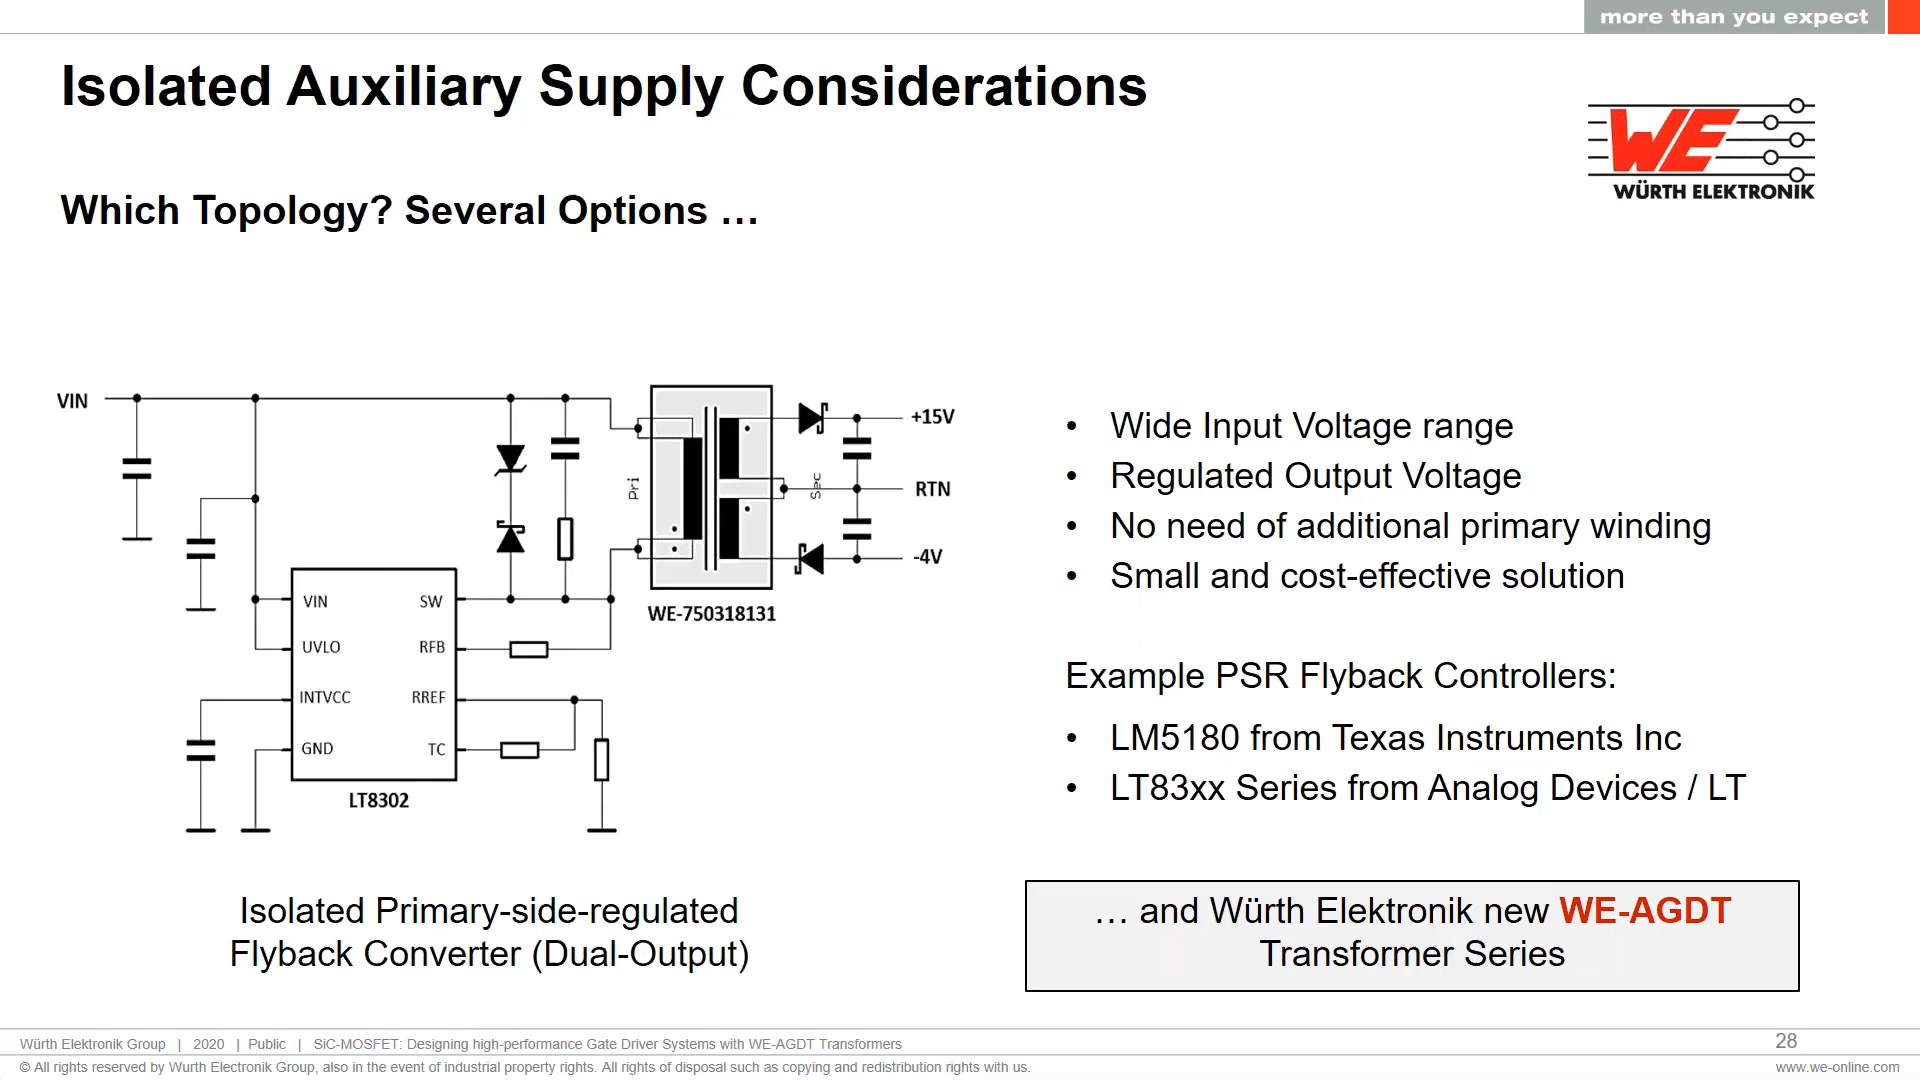 more than you expect
Isolated Auxiliary Supply Considerations
WE
WÜRTH ELEKTRONIK
Which Topology? Several Options …
VIN
+15V
Pri
Sec
RTN
-4V
WE-750318131
VIN
SW
UVLO
RFB
INTVCC
RREF
GND
TC
LT8302
Isolated Primary-side-regulated
Flyback Converter (Dual-Output)
• Wide Input Voltage range
• Regulated Output Voltage
• No need of additional primary winding
• Small and cost-effective solution
Example PSR Flyback Controllers:
• LM5180 from Texas Instruments Inc
• LT83xx Series from Analog Devices / LT
… and Würth Elektronik new WE-AGDT
Transformer Series
Würth Elektronik Group | 2020 | Public | SiC-MOSFET: Designing high-performance Gate Driver Systems with WE-AGDT Transformers
28
© All rights reserved by Wurth Electronik Group, also in the event of industrial property rights. All rights of disposal such as copying and redistribution rights with us.
www.we-online.com